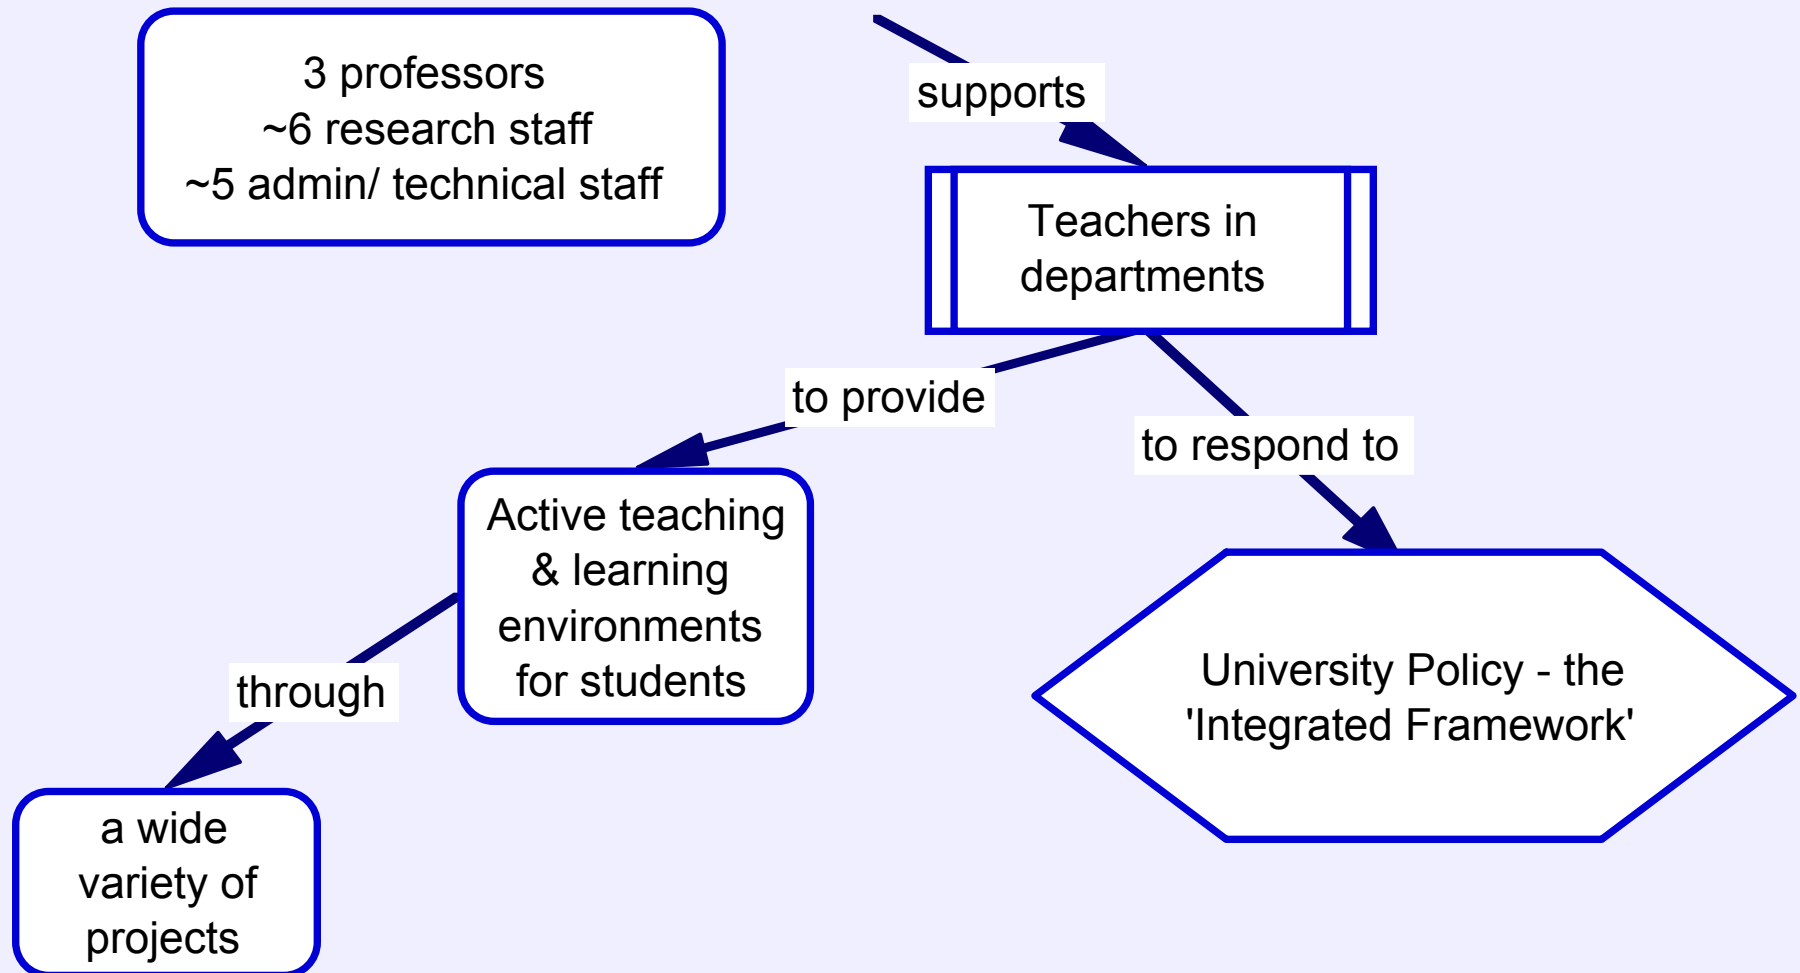 3 professors
~6 research staff
~5 admin/ technical staff
supports
Teachers in
departments
to provide
to respond to
Active teaching
& learning
environments
for students
through
University Policy - the
'Integrated Framework'
a wide
variety of
projects